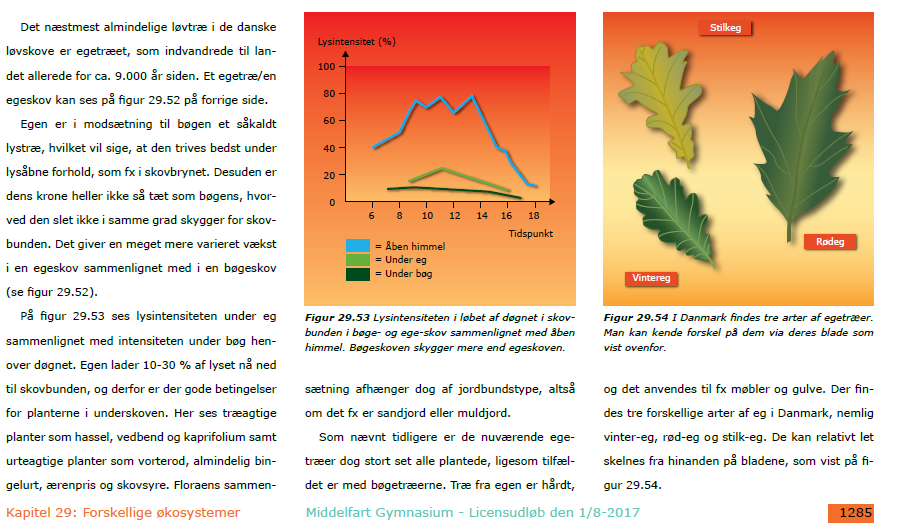 Det næstmest almindelige løvtræ i de danske
løvskove er egetræet, som indvandrede til lan-
det allerede for ca. 9.000 år siden. Et egetræ/en
egeskov kan ses på figur 29.52 på forrige side.
Egen er i modsætning til bøgen et såkaldt
lystræ, hvilket vil sige, at den trives bedst under
lysåbne forhold, som fx i skovbrynet. Desuden er
dens krone heller ikke så tæt som bøgens, hvor-
ved den slet ikke i samme grad skygger for skov-
bunden. Det giver en meget mere varieret vækst
i en egeskov sammenlignet med i en bøgeskov
(se figur 29.52).
På figur 29.53 ses lysintensiteten under eg
sammenlignet med intensiteten under bøg hen-
over døgnet. Egen lader 10-30 % af lyset nå ned
til skovbunden, og derfor er der gode betingelser
for planterne i underskoven. Her ses træagtige
planter som hassel, vedbend og kaprifolium samt
urteagtige planter som vorterod, almindelig bin-
gelurt, ærenpris og skovsyre. Floraens sammen-
Lysintensitet (%)
100
80
60
40
20
0
6 8 10 12 14 16 18
Tidspunkt
= Åben himmel
= Under eg
= Under bøg
Figur 29.53 Lysintensiteten i løbet af døgnet i skov-
bunden i bøge- og ege-skov sammenlignet med åben
himmel. Bøgeskoven skygger mere end egeskoven.
sætning afhænger dog af jordbundstype, altså
om det fx er sandjord eller muldjord.
Som nævnt tidligere er de nuværende ege-
træer dog stort set alle plantede, ligesom tilfæl-
det er med bøgetræerne. Træ fra egen er hårdt,
Stilkeg
Rødeg
Vintereg
Figur 29.54 I Danmark findes tre arter af egetræer.
Man kan kende forskel på dem via deres blade som
vist ovenfor.
og det anvendes til fx møbler og gulve. Der fin-
des tre forskellige arter af eg i Danmark, nemlig
vinter-eg, rød-eg og stilk-eg. De kan relativt let
skelnes fra hinanden på bladene, som vist på fi-
gur 29.54.
Kapitel 29: Forskellige økosystemer
Middelfart Gymnasium - Licensudløb den 1/8-2017
1285